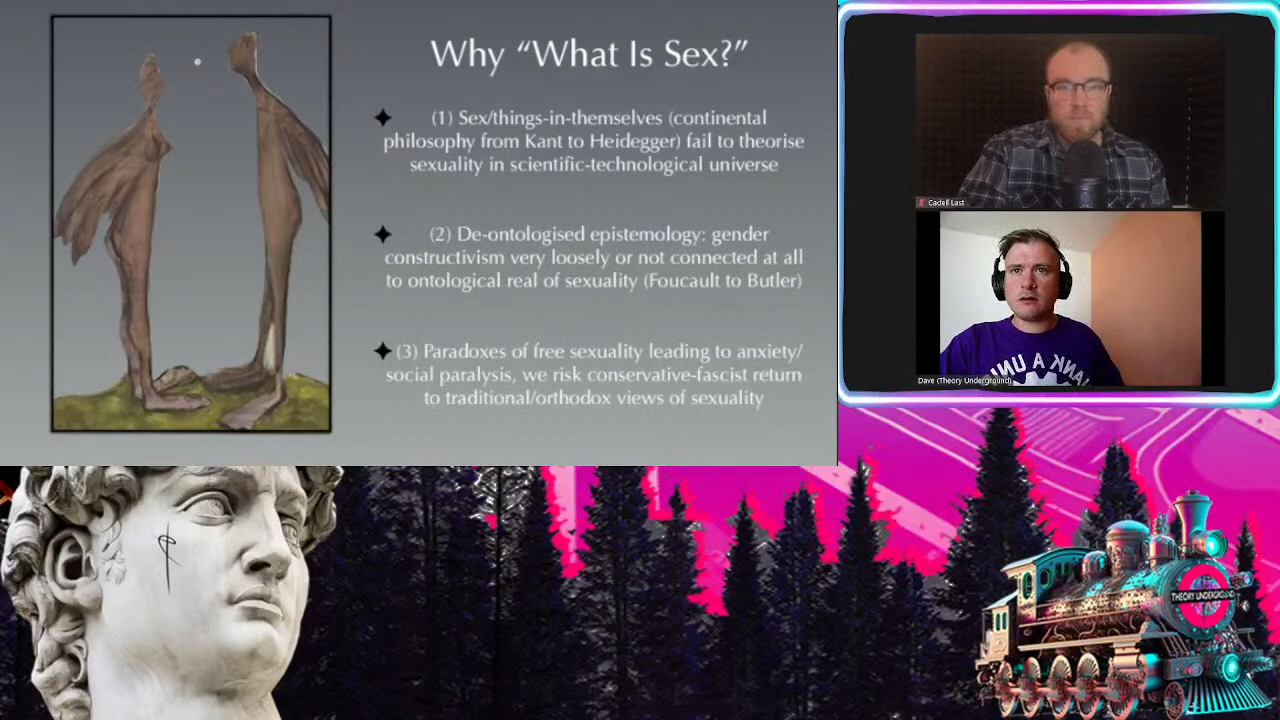 Why “What Is Sex?”
(1) Sex/things-in-themselves (continental
philosophy from Kant to Heidegger) fail to theorise
sexuality in scientific-technological universe
(2) De-ontologised epistemology: gender
constructivism very loosely or not connected at all
to ontological real of sexuality (Foucault to Butler)
(3) Paradoxes of free sexuality leading to anxiety/
social paralysis, we risk conservative-fascist return
to traditional/orthodox views of sexuality
Cadell Last
Dave (Theory Underground)
THEORY UNDERGROUND